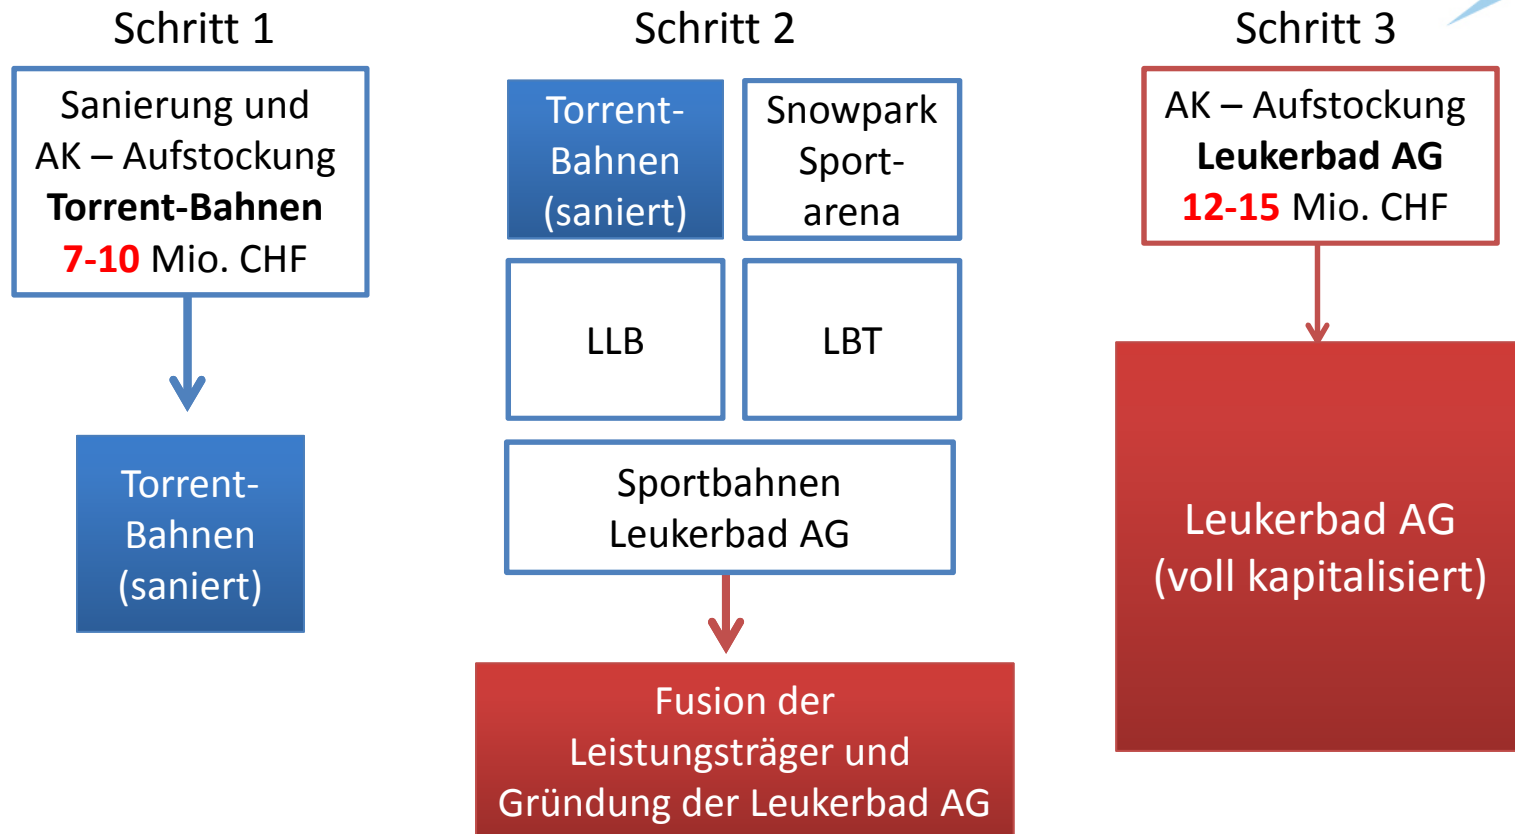 Schritt 1
Sanierung und
AK – Aufstockung
Torrent-Bahnen
7-10 Mio. CHF
Torrent-
Bahnen
(saniert)
Schritt 2
Torrent-
Bahnen
(saniert)
Snowpark
Sport-
arena
LLB
LBT
Sportbahnen
Leukerbad AG
Fusion der
Leistungsträger und
Gründung der Leukerbad AG
Schritt 3
AK – Aufstockung
Leukerbad AG
12-15 Mio. CHF
Leukerbad AG
(voll kapitalisiert)